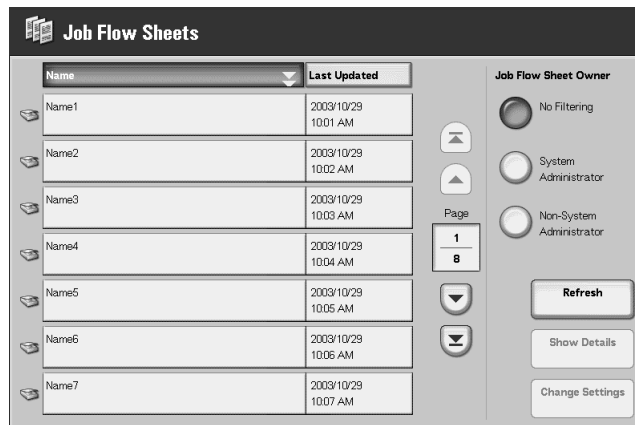 Job Flow Sheets
Name
Last Updated
Name1
2003/10/29
10:01 AM
Name2
2003/10/29
10:02 AM
Name3
2003/10/29
10:03 AM
Name4
2003/10/29
10:04 AM
Name5
2003/10/29
10:05 AM
Name6
2003/10/29
10:06 AM
Name7
2003/10/29
10:07 AM
Page
1
8
Job Flow Sheet Owner
No Filtering
System
Administrator
Non-System
Administrator
Refresh
Show Details
Change Settings